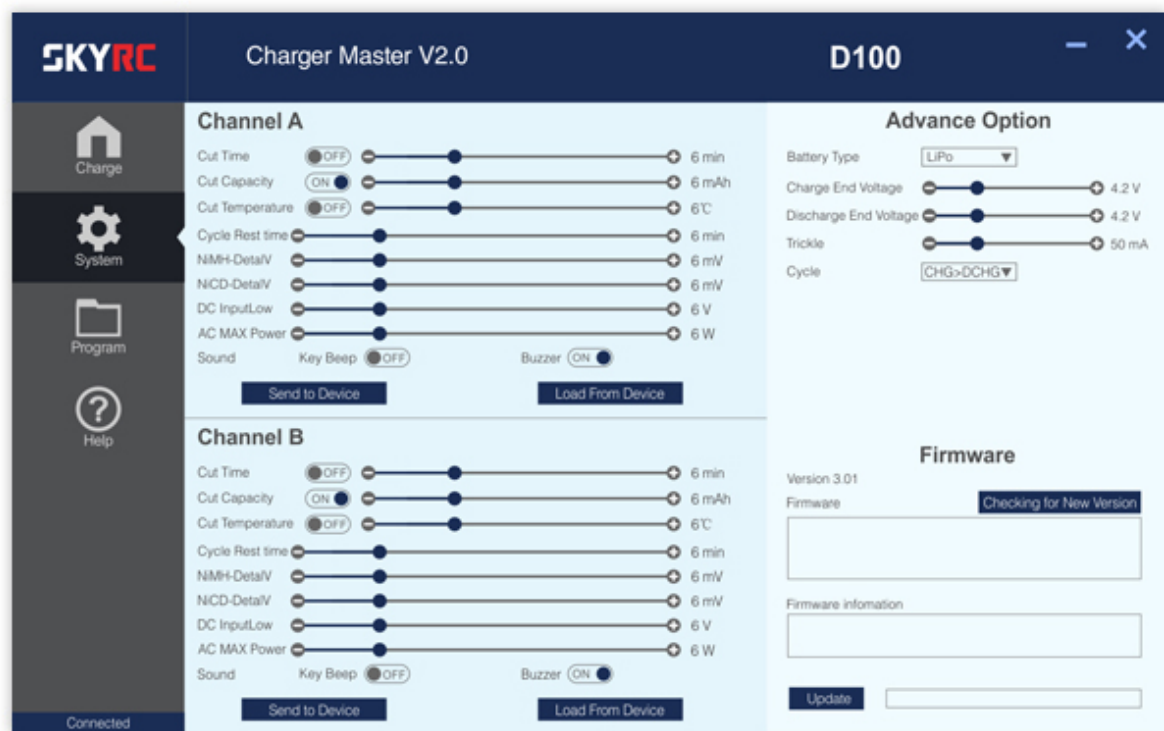 SKYRC
Charger Master V2.0
D100
Charge
System
Program
Help
Connected
Channel A
Cut Time OFF 6 min
Cut Capacity ON 6 mAh
Cut Temperature OFF 6℃
Cycle Rest time 6 min
NiMH-DetalV 6 mV
NiCD-DetalV 6 mV
DC InputLow 6 V
AC MAX Power 6 W
Sound Key Beep OFF Buzzer ON
Send to Device Load From Device
Channel B
Cut Time OFF 6 min
Cut Capacity ON 6 mAh
Cut Temperature OFF 6℃
Cycle Rest time 6 min
NiMH-DetalV 6 mV
NiCD-DetalV 6 mV
DC InputLow 6 V
AC MAX Power 6 W
Sound Key Beep OFF Buzzer ON
Send to Device Load From Device
Advance Option
Battery Type LiPo
Charge End Voltage 4.2 V
Discharge End Voltage 4.2 V
Trickle 50 mA
Cycle CHG>DCHG
Firmware
Version 3.01
Firmware Checking for New Version
Firmware infomation
Update